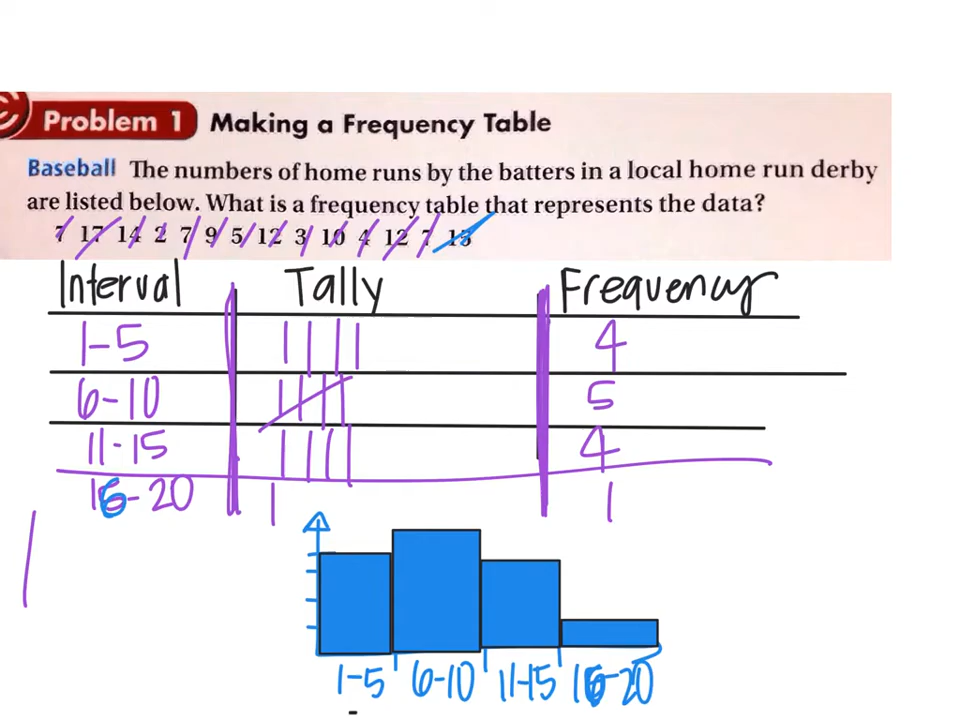 Problem 1 Making a Frequency Table
Baseball The numbers of home runs by the batters in a local home run derby
are listed below. What is a frequency table that represents the data?
7 17 14 2 7 9 5 12 3 10 4 12 7 15
Interval Tally Frequency
1-5 |||| 4
6-10 5
11-15 |||| 4
16-20 | 1
1-5 6-10 11-15 16-20